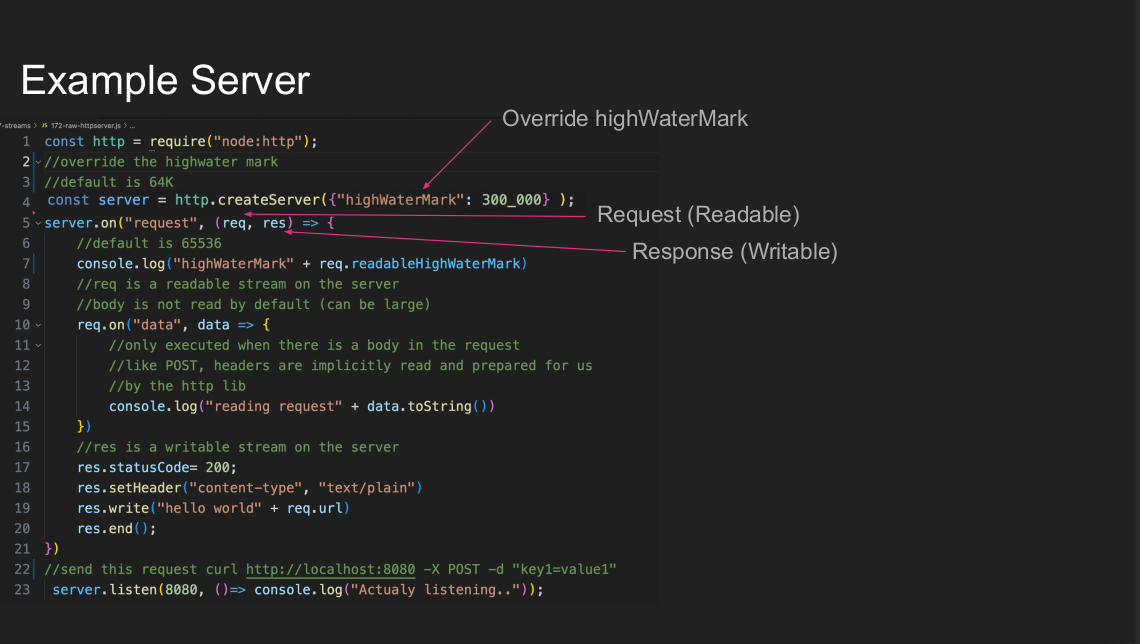 Example Server
7-streams > JS 172-raw-httpserver.js > ...
Override highWaterMark
1 const http = require("node:http");
2 //override the highwater mark
3 //default is 64K
4 const server = http.createServer({"highWaterMark": 300_000} );
Request (Readable)
5 server.on("request", (req, res) => {
Response (Writable)
6 //default is 65536
7 console.log("highWaterMark" + req.readableHighWaterMark)
8 //req is a readable stream on the server
9 //body is not read by default (can be large)
10 req.on("data", data => {
11 //only executed when there is a body in the request
12 //like POST, headers are implicitly read and prepared for us
13 //by the http lib
14 console.log("reading request" + data.toString())
15 })
16 //res is a writable stream on the server
17 res.statusCode= 200;
18 res.setHeader("content-type", "text/plain")
19 res.write("hello world" + req.url)
20 res.end();
21 })
22 //send this request curl http://localhost:8080 -X POST -d "key1=value1"
23 server.listen(8080, ()=> console.log("Actualy listening.."));